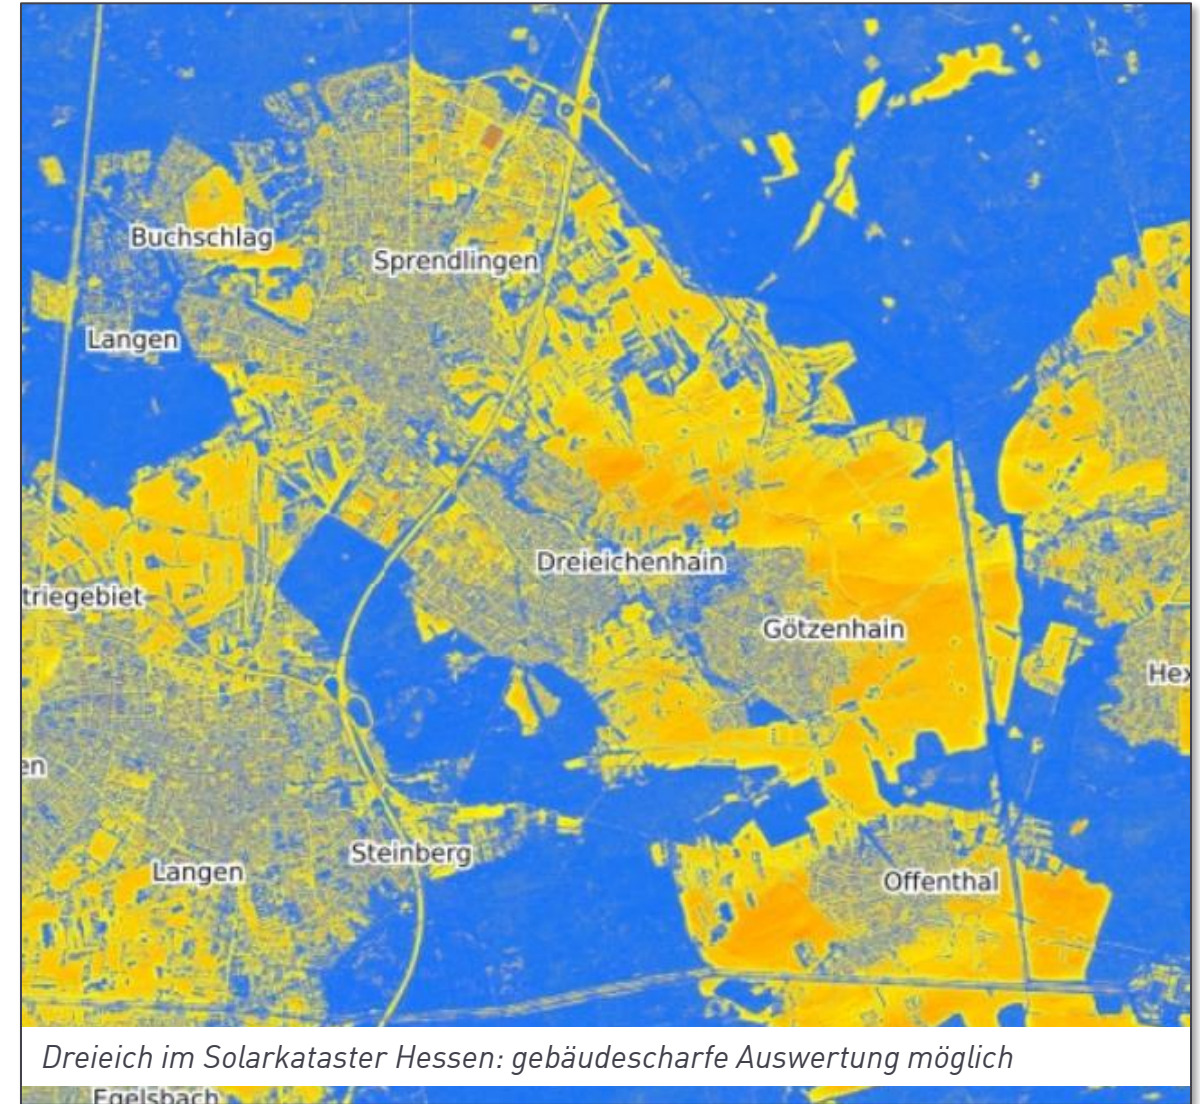 Buchschlag
Sprendlingen
Langen
Dreieichenhain
triegebiet
Götzenhain
Hex
en
Steinberg
Langen
Offenthal
Dreieich im Solarkataster Hessen: gebäudescharfe Auswertung möglich
Egelsbach